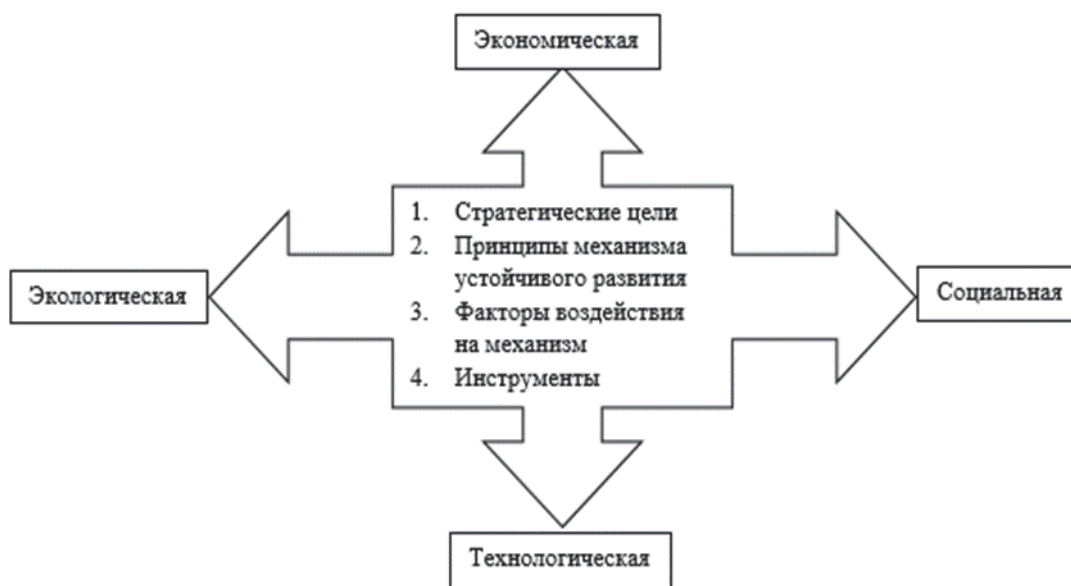 Экономическая
1. Стратегические цели
2. Принципы механизма
устойчивого развития
3. Факторы воздействия
на механизм
4. Инструменты
Экологическая
Социальная
Технологическая